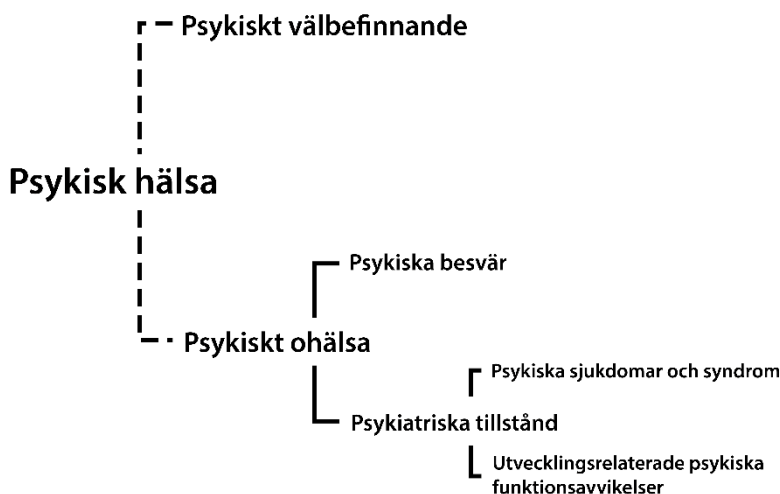 Psykiskt välbefinnande
Psykisk hälsa
Psykiska besvär
Psykiskt ohälsa
Psykiska sjukdomar och syndrom
Psykiatriska tillstånd
Utvecklingsrelaterade psykiska
funktionsavvikelser